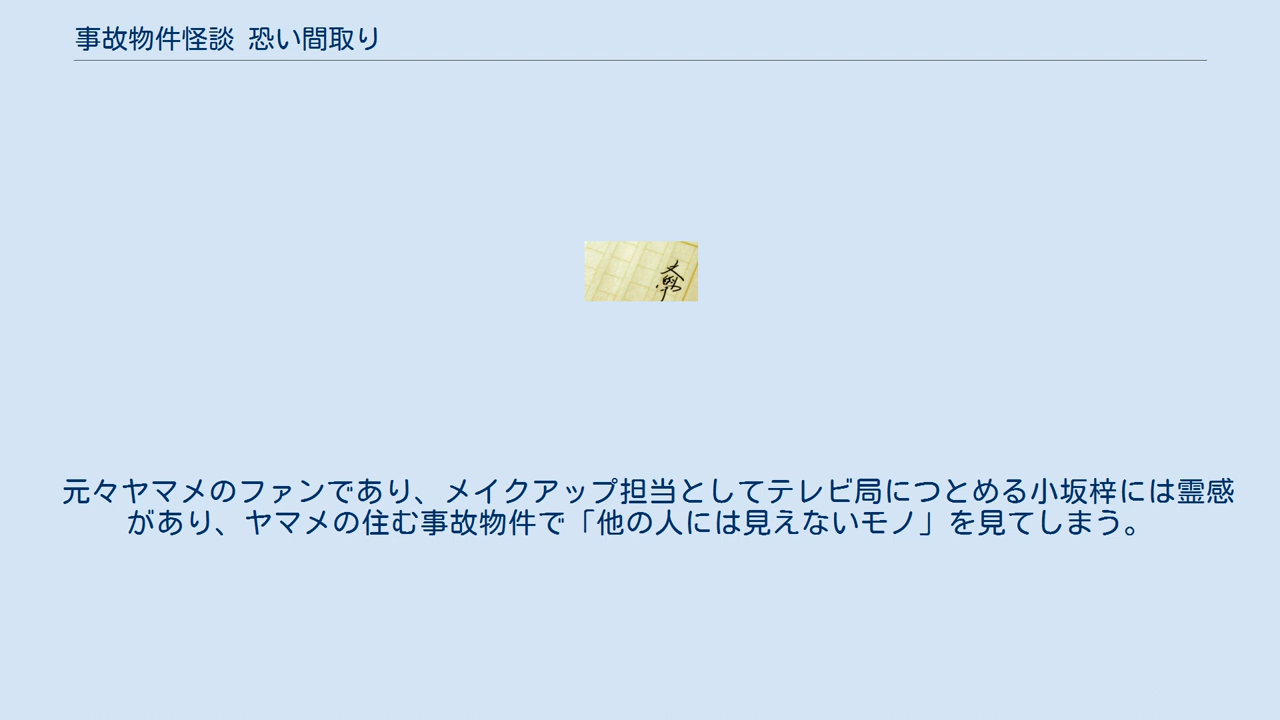 事故物件怪談 恐い間取り
元々ヤマメのファンであり、メイクアップ担当としてテレビ局につとめる小坂梓には霊感
があり、ヤマメの住む事故物件で「他の人には見えないモノ」を見てしまう。